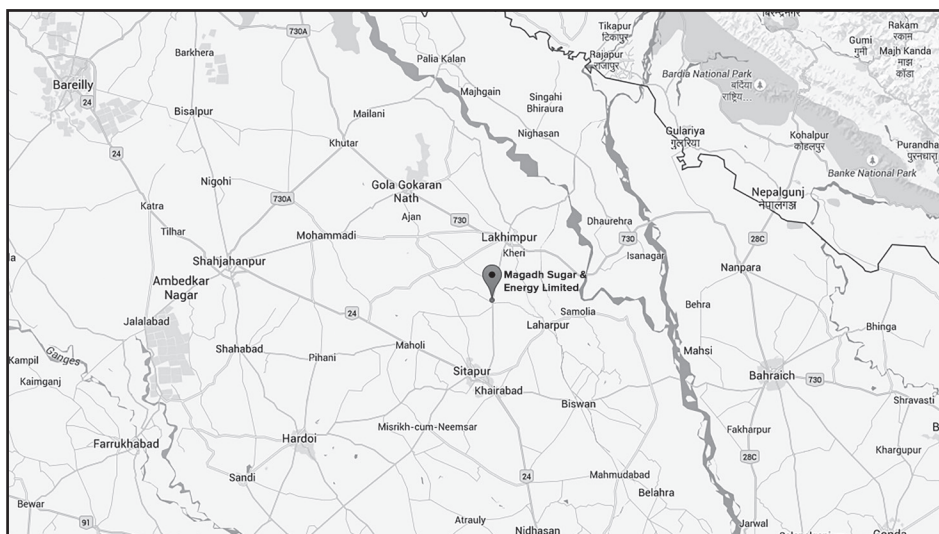 730A
Tikapur
टिकापुर
Rakam
रकान
Gumi
गुमी
Majh Kanda
माझ
काँडा
Barkhera
Palia Kalan
Rajapur
राजापुर
Bareilly
24
Majhgain
Bardia National Park
बर्दिया
राष्ट्रिय...
Bisalpur
Mailani
Singahi
Bhiraura
Nighasan
Gulariya
गुलरिया
Kohalpur
कोहलपुर
Khutar
24
Purandha
Banke National Park
Nigohi
Gola Gokaran
Nath
Nepalgunj
नेपालगञ्ज
730A
Katra
Ajan
730
Dhaurehra
Tilhar
Mohammadi
Lakhimpur
730
28C
Kheri
Isanagar
la
Shahjahanpur
Nanpara
Magadh Sugar &
Energy Limited
Ambedkar
Nagar
Behra
24
Samolia
Jalalabad
Laharpur
Bhinga
Ganges
Kampil
Shahabad
Maholi
Mahsi
Pihani
Kaimganj
Sitapur
Bahraich
730
Khairabad
Shravasti
Biswan
Misrikh-cum-Neemsar
Fakharpur
B
Farrukhabad
Hardoi
Khargupur
28C
Sandi
24
Mahmudabad
Belahra
Bewar
91
Atrauly
Nidhasan
Jarwal